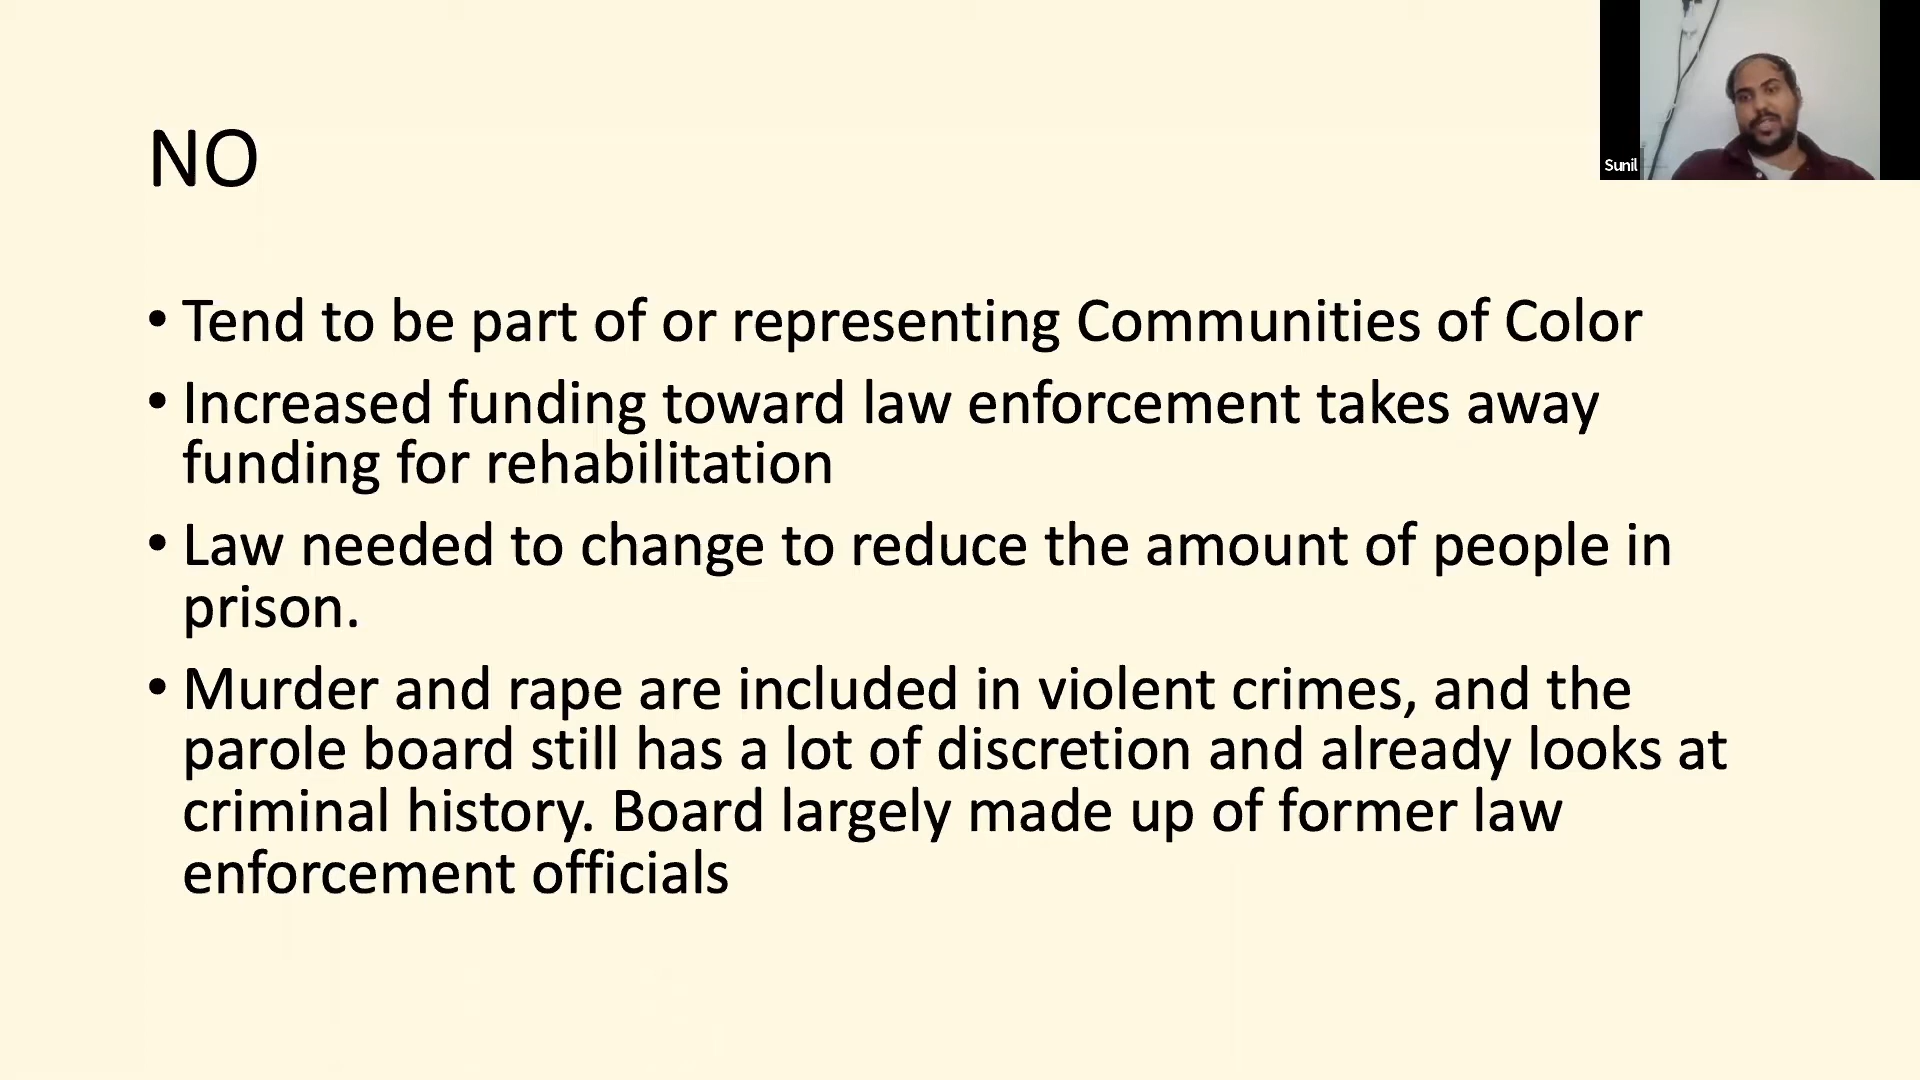 NO
Sunil
• Tend to be part of or representing Communities of Color
• Increased funding toward law enforcement takes away
funding for rehabilitation
• Law needed to change to reduce the amount of people in
prison.
• Murder and rape are included in violent crimes, and the
parole board still has a lot of discretion and already looks at
criminal history. Board largely made up of former law
enforcement officials